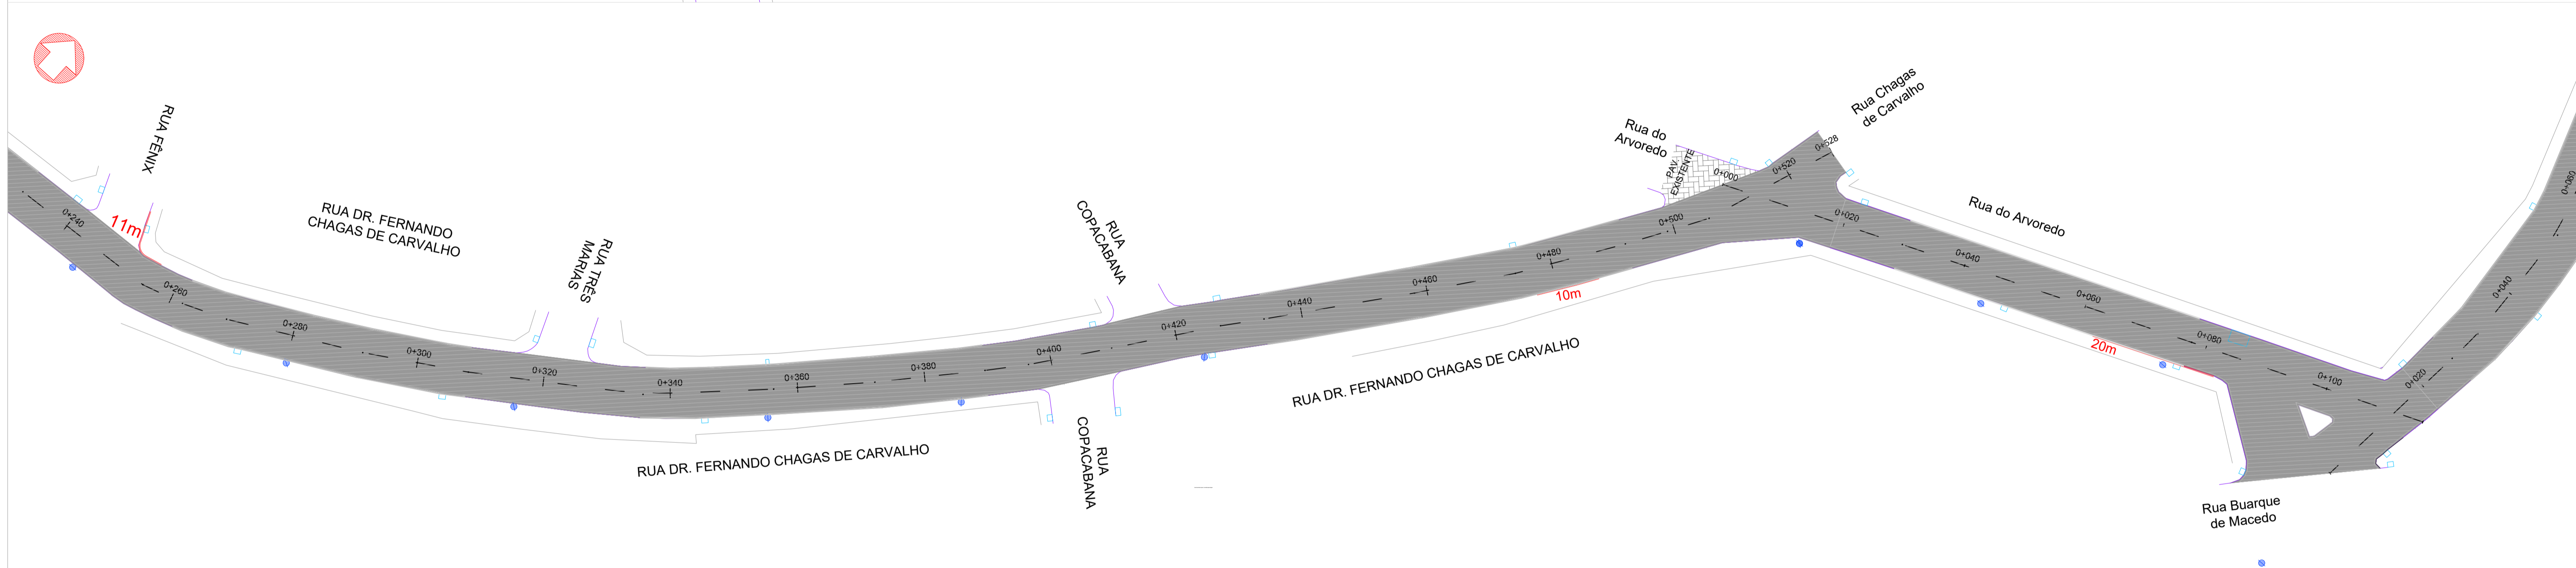 RUA FÊNIX
11m
0+240
0+260
RUA DR. FERNANDO
CHAGAS DE CARVALHO
0+280
0+300
0+320
RUA TRÊS
MARIAS
0+340
0+360
0+380
RUA DR. FERNANDO CHAGAS DE CARVALHO
0+400
RUA
COPACABANA
RUA
COPACABANA
0+420
0+440
0+460
0+480
10m
RUA DR. FERNANDO CHAGAS DE CARVALHO
0+500
Rua do
Arvoredo
PAV.
EXISTENTE
0+000
0+520
0+528
Rua Chagas
de Carvalho
0+020
Rua do Arvoredo
0+040
0+060
0+080
20m
0+100
Rua Buarque
de Macedo
0+020
0+040
0+060